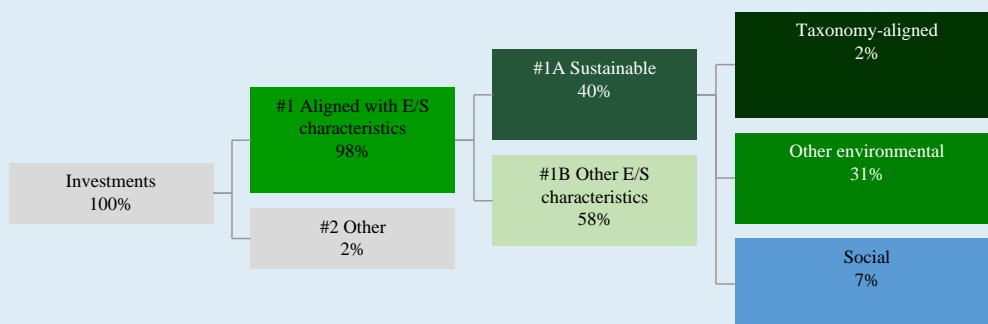 Investments
100%
#1 Aligned with E/S
characteristics
98%
#2 Other
2%
#1A Sustainable
40%
#1B Other E/S
characteristics
58%
Taxonomy-aligned
2%
Other environmental
31%
Social
7%